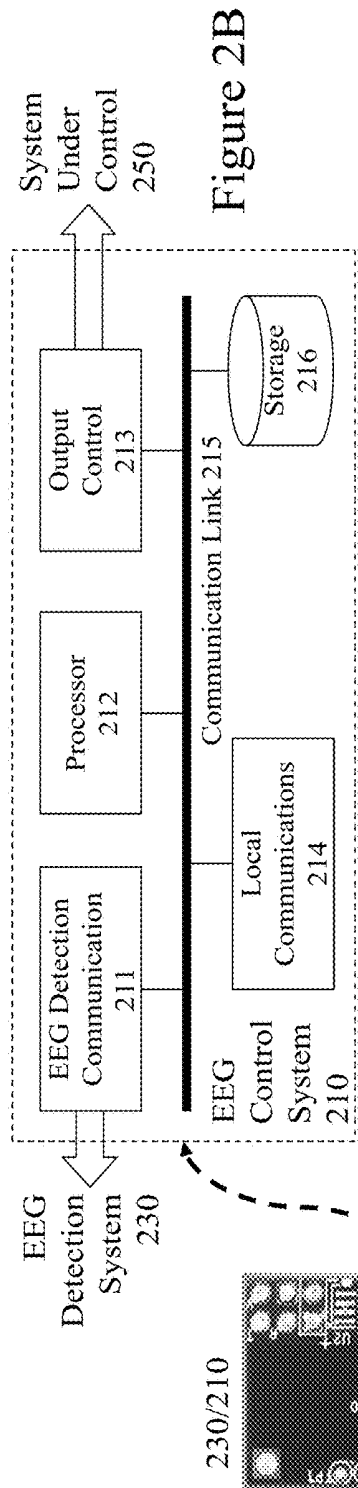 EEG
Detection
System
230
EEG Detection
Communication
211
Processor
212
Output
Control
213
System
Under
Control
250
Communication Link 215
EEG
Control
System
210
Local
Communications
214
Storage
216
Figure 2B
230/210